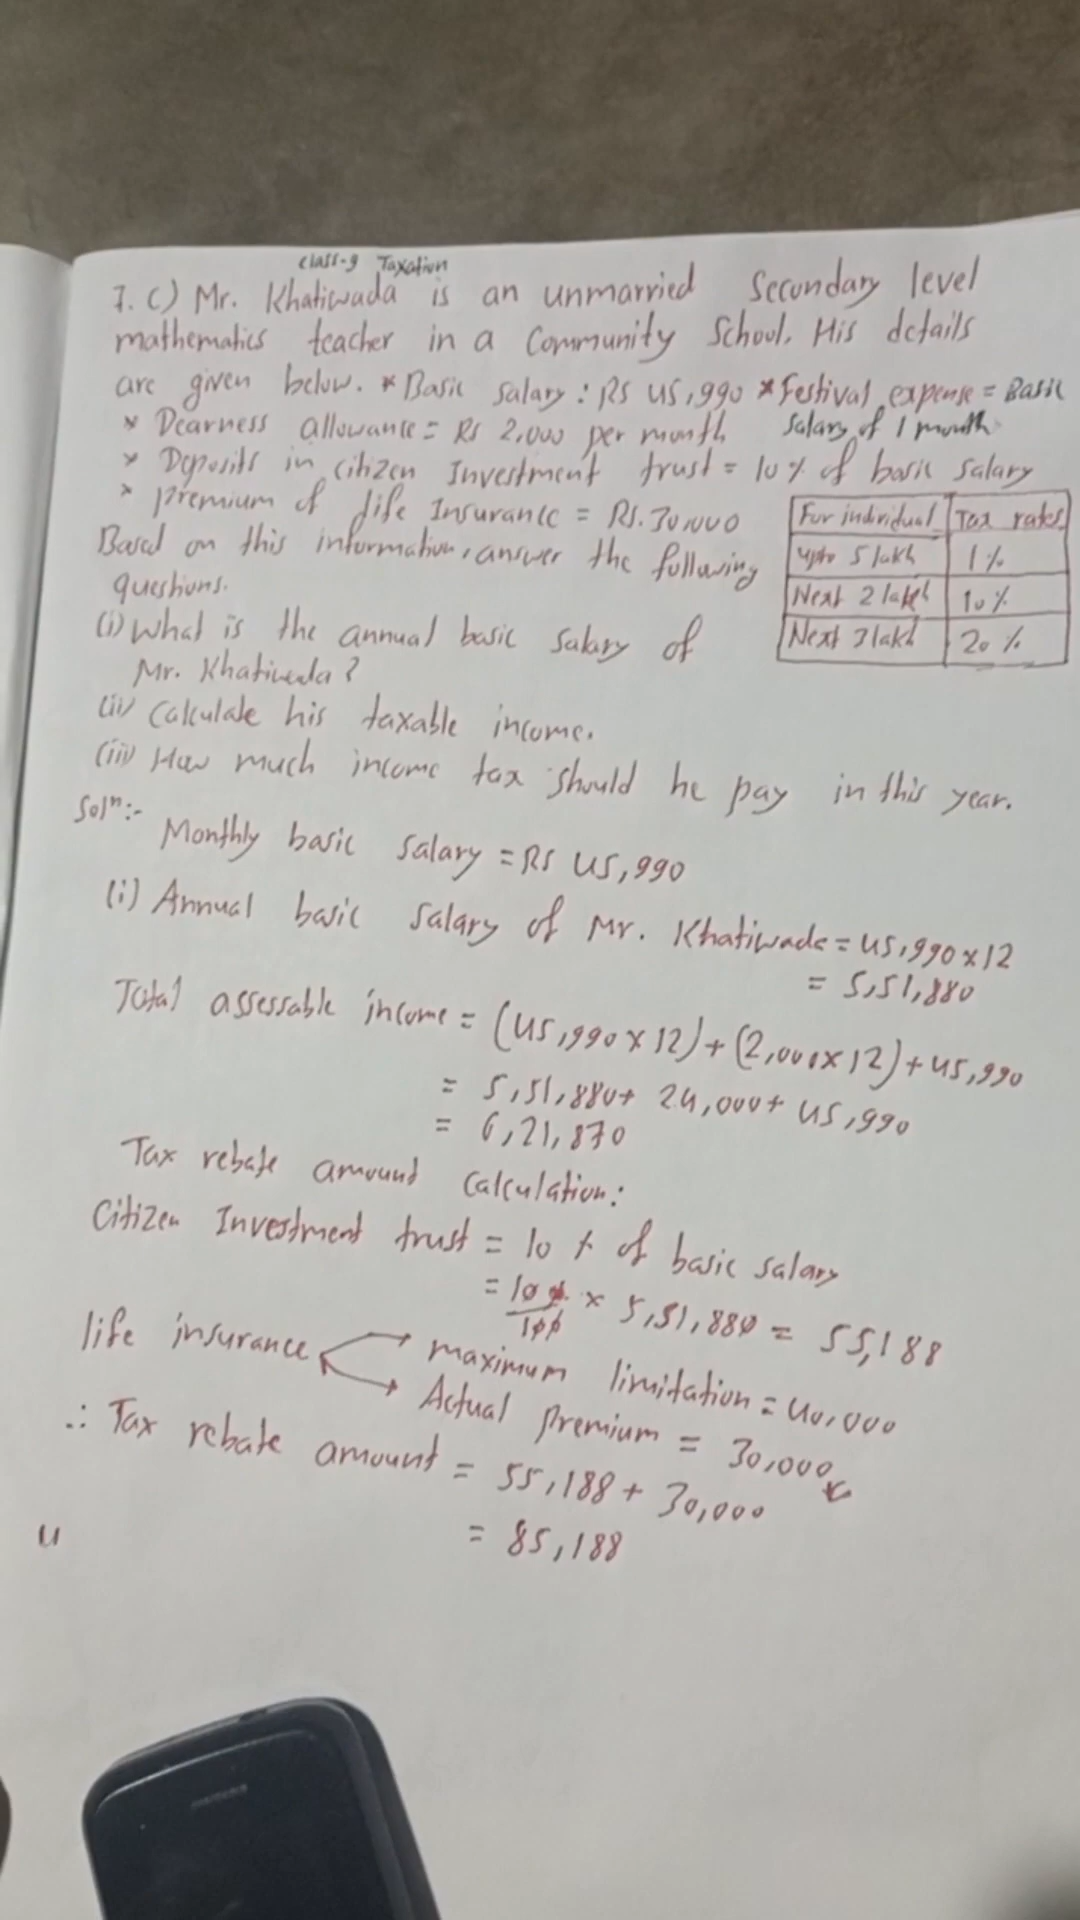 Class-9 Taxation
7. c) Mr. Khatiwada is an unmarried Secondary level
mathematics teacher in a Community School. His details
are given below. * Basic Salary : Rs 45,990 * Festival expense = Basic
Salary of 1 month
* Dearness allowance = Rs 2,000 per month
* Deposits in citizen Investment trust = 10% of basic salary
* premium of life Insurance = Rs. 30,000
For individual Tax rates
upto 5 lakh 1%
Next 2 lakh 10%
Next 3 lakh 20%
Based on this information, answer the following
questions.
(i) What is the annual basic salary of
Mr. Khatiwada?
(ii) Calculate his taxable income.
(iii) How much income tax should he pay in this year.
Solⁿ:-
Monthly basic salary = Rs 45,990
(i) Annual basic salary of Mr. Khatiwada = 45,990 x 12
= 5,51,880
Total assessable income = (45,990 x 12) + (2,000 x 12) + 45,990
= 5,51,880 + 24,000 + 45,990
= 6,21,870
Tax rebate amount calculation:
Citizen Investment trust = 10 % of basic salary
= 10/100 x 5,51,880 = 55,188
life insurance → maximum limitation = 40,000
→ Actual premium = 30,000
∴ Tax rebate amount = 55,188 + 30,000
= 85,188